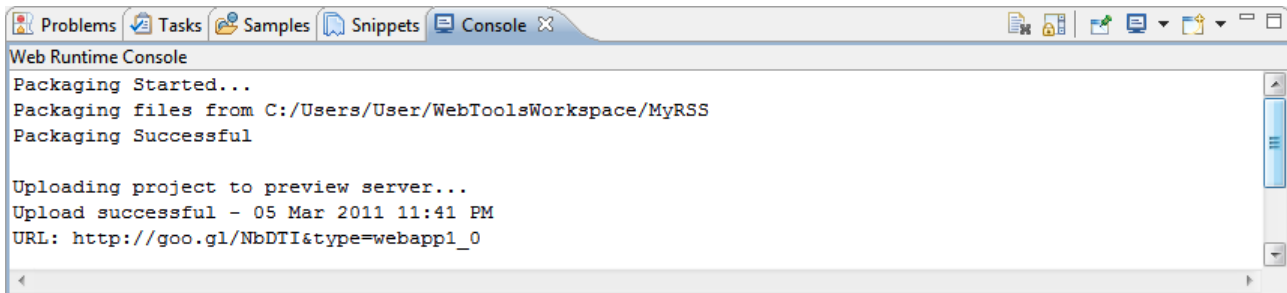 Problems Tasks Samples Snippets Console
Web Runtime Console
Packaging Started...
Packaging files from C:/Users/User/WebToolsWorkspace/MyRSS
Packaging Successful
Uploading project to preview server...
Upload successful - 05 Mar 2011 11:41 PM
URL: http://goo.gl/NbDTI&type=webapp1_0